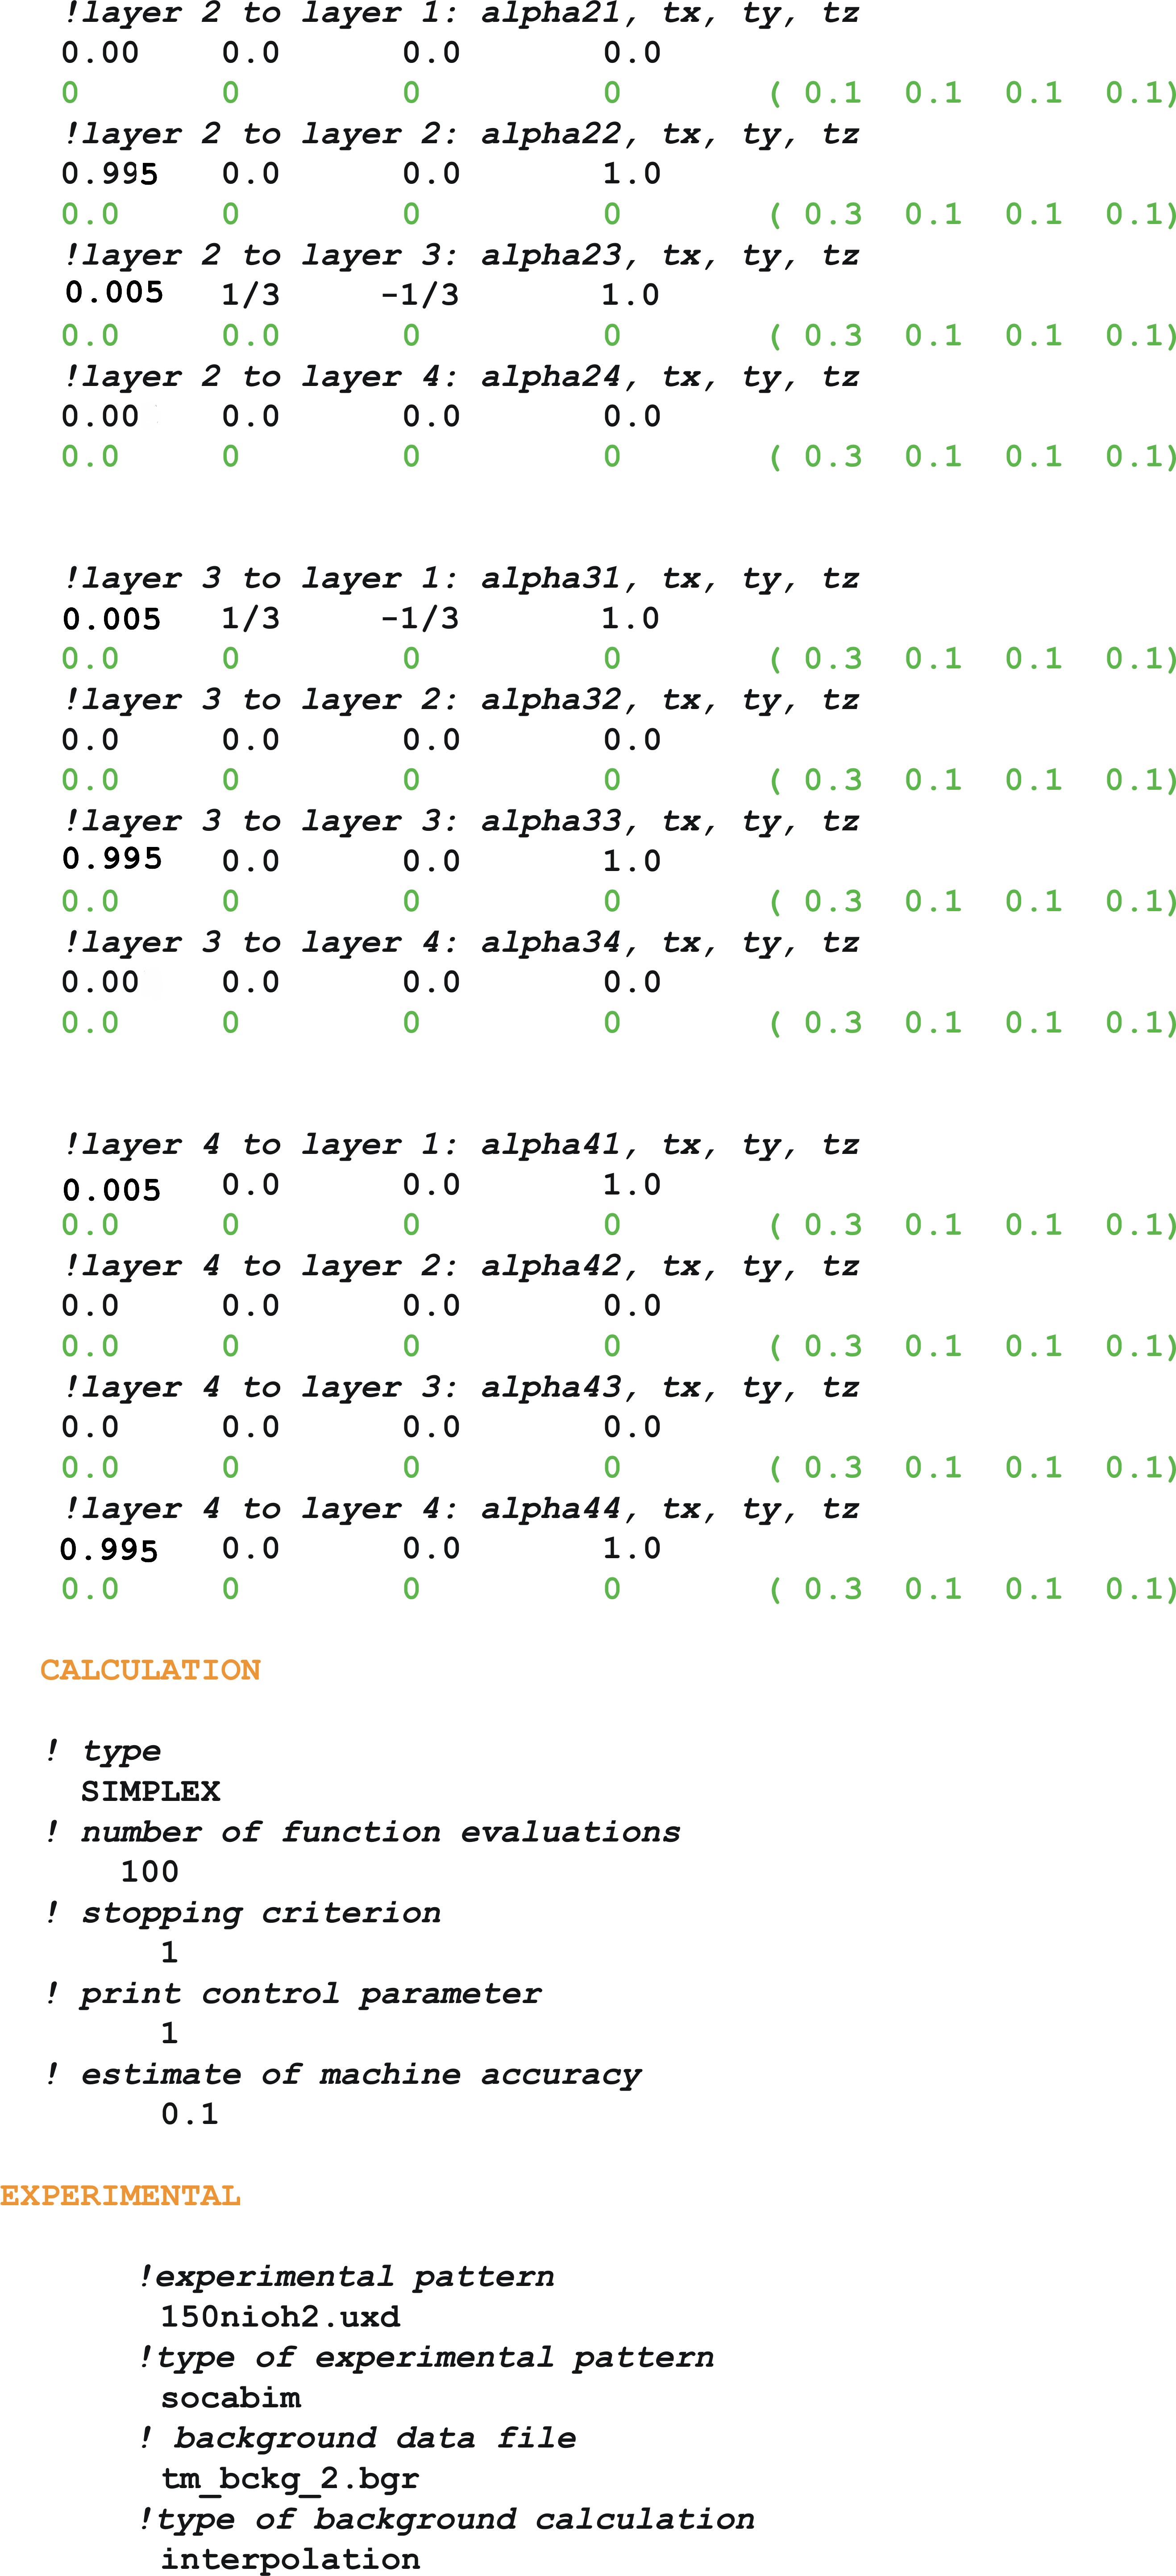 !layer 2 to layer 1: alpha21, tx, ty, tz
0.00 0.0 0.0 0.0
0 0 0 0 ( 0.1 0.1 0.1 0.1)
!layer 2 to layer 2: alpha22, tx, ty, tz
0.995 0.0 0.0 1.0
0.0 0 0 0 ( 0.3 0.1 0.1 0.1)
!layer 2 to layer 3: alpha23, tx, ty, tz
0.005 1/3 -1/3 1.0
0.0 0.0 0 0 ( 0.3 0.1 0.1 0.1)
!layer 2 to layer 4: alpha24, tx, ty, tz
0.00 0.0 0.0 0.0
0.0 0 0 0 ( 0.3 0.1 0.1 0.1)
!layer 3 to layer 1: alpha31, tx, ty, tz
0.005 1/3 -1/3 1.0
0.0 0 0 0 ( 0.3 0.1 0.1 0.1)
!layer 3 to layer 2: alpha32, tx, ty, tz
0.0 0.0 0.0 0.0
0.0 0 0 0 ( 0.3 0.1 0.1 0.1)
!layer 3 to layer 3: alpha33, tx, ty, tz
0.995 0.0 0.0 1.0
0.0 0 0 0 ( 0.3 0.1 0.1 0.1)
!layer 3 to layer 4: alpha34, tx, ty, tz
0.00 0.0 0.0 0.0
0.0 0 0 0 ( 0.3 0.1 0.1 0.1)
!layer 4 to layer 1: alpha41, tx, ty, tz
0.005 0.0 0.0 1.0
0.0 0 0 0 ( 0.3 0.1 0.1 0.1)
!layer 4 to layer 2: alpha42, tx, ty, tz
0.0 0.0 0.0 0.0
0.0 0 0 0 ( 0.3 0.1 0.1 0.1)
!layer 4 to layer 3: alpha43, tx, ty, tz
0.0 0.0 0.0 0.0
0.0 0 0 0 ( 0.3 0.1 0.1 0.1)
!layer 4 to layer 4: alpha44, tx, ty, tz
0.995 0.0 0.0 1.0
0.0 0 0 0 ( 0.3 0.1 0.1 0.1)
CALCULATION
! type
SIMPLEX
! number of function evaluations
100
! stopping criterion
1
! print control parameter
1
! estimate of machine accuracy
0.1
EXPERIMENTAL
!experimental pattern
150nioh2.uxd
!type of experimental pattern
socabim
! background data file
tm_bckg_2.bgr
!type of background calculation
interpolation